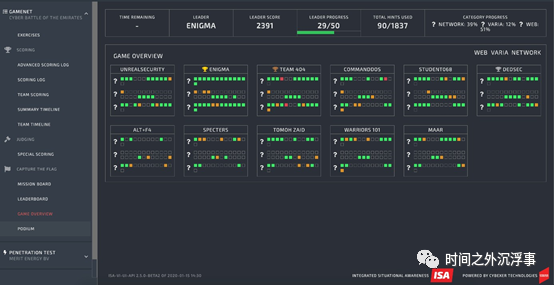 GAMENET
CYBER BATTLE OF THE EMIRATES
EXERCISES
SCORING
ADVANCED SCORING LOG
SCORING LOG
TEAM SCORING
SUMMARY TIMELINE
TEAM TIMELINE
JUDGING
SPECIAL SCORING
CAPTURE THE FLAG
MISSION BOARD
LEADERBOARD
GAME OVERVIEW
PODIUM
PENETRATION TEST
MERIT ENERGY BV
TIME REMAINING
-
LEADER
ENIGMA
LEADER SCORE
2391
LEADER PROGRESS
29/50
TOTAL HINTS USED
90/1837
CATEGORY PROGRESS
? NETWORK: 39% ? VARIA: 12% ? WEB:
51%
GAME OVERVIEW
WEB VARIA NETWORK
UNREALSECURITY
ENIGMA
TEAM 404
COMMANDODS
STUDENT068
DEDSEC
ALT+F4
SPECTERS
TOMOH ZAID
WARRIORS 101
MAAR
时间之外沉浮事
INTEGRATED SITUATIONAL AWARENESS
ISA
POWERED BY CYBEXER TECHNOLOGIES